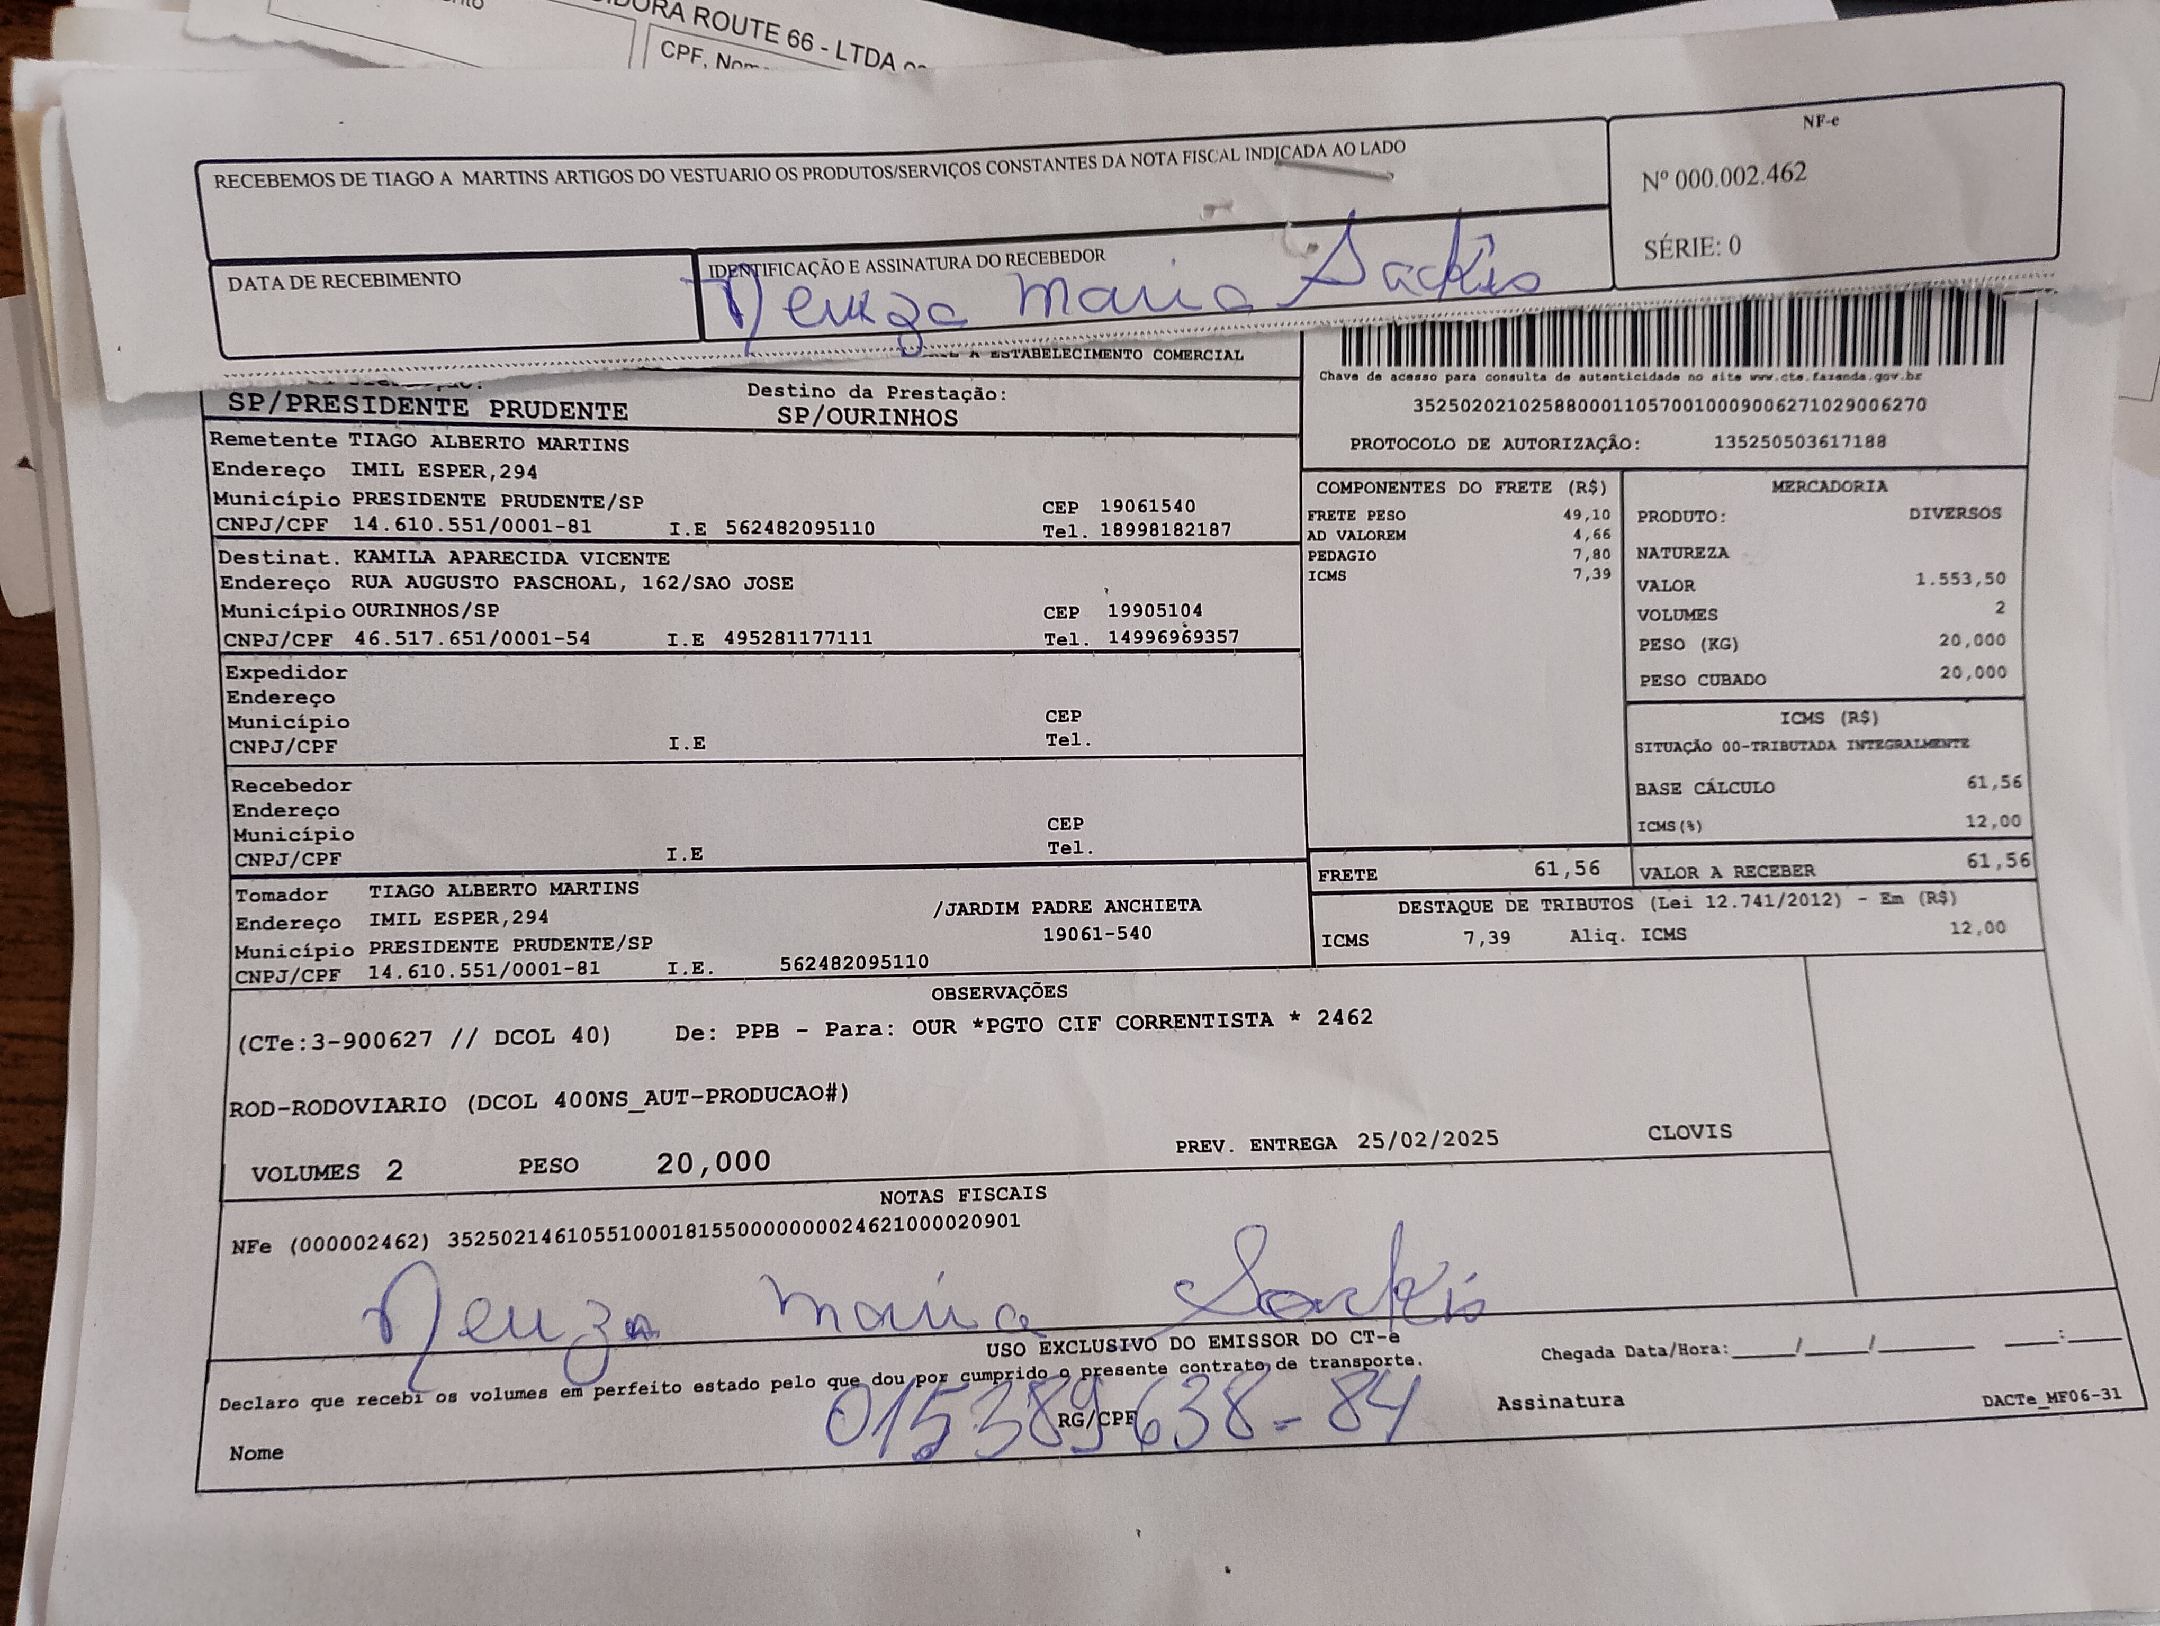 DORA ROUTE 66 - LTDA
CPF, Nom
RECEBEMOS DE TIAGO A MARTINS ARTIGOS DO VESTUARIO OS PRODUTOS/SERVIÇOS CONSTANTES DA NOTA FISCAL INDICADA AO LADO
NF-e
Nº 000.002.462
SÉRIE: 0
DATA DE RECEBIMENTO
IDENTIFICAÇÃO E ASSINATURA DO RECEBEDOR
Neuza Maria Sackis
A ESTABELECIMENTO COMERCIAL
Destino da Prestação:
SP/PRESIDENTE PRUDENTE SP/OURINHOS
Chave de acesso para consulta de autenticidade no site www.cte.fazenda.gov.br
35250202102588000110570010009006271029006270
PROTOCOLO DE AUTORIZAÇÃO: 135250503617188
Remetente TIAGO ALBERTO MARTINS
Endereço IMIL ESPER,294
Município PRESIDENTE PRUDENTE/SP CEP 19061540
CNPJ/CPF 14.610.551/0001-81 I.E 562482095110 Tel. 18998182187
Destinat. KAMILA APARECIDA VICENTE
Endereço RUA AUGUSTO PASCHOAL, 162/SAO JOSE
Município OURINHOS/SP CEP 19905104
CNPJ/CPF 46.517.651/0001-54 I.E 495281177111 Tel. 14996969357
Expedidor
Endereço
Município CEP
CNPJ/CPF I.E Tel.
Recebedor
Endereço
Município CEP
CNPJ/CPF I.E Tel.
Tomador TIAGO ALBERTO MARTINS
Endereço IMIL ESPER,294 /JARDIM PADRE ANCHIETA
Município PRESIDENTE PRUDENTE/SP 19061-540
CNPJ/CPF 14.610.551/0001-81 I.E. 562482095110
COMPONENTES DO FRETE (R$)
FRETE PESO 49,10
AD VALOREM 4,66
PEDAGIO 7,80
ICMS 7,39
MERCADORIA
PRODUTO: DIVERSOS
NATUREZA
VALOR 1.553,50
VOLUMES 2
PESO (KG) 20,000
PESO CUBADO 20,000
ICMS (R$)
SITUAÇÃO 00-TRIBUTADA INTEGRALMENTE
BASE CÁLCULO 61,56
ICMS(%) 12,00
FRETE 61,56 VALOR A RECEBER 61,56
DESTAQUE DE TRIBUTOS (Lei 12.741/2012) - Em (R$)
ICMS 7,39 Aliq. ICMS 12,00
OBSERVAÇÕES
(CTe:3-900627 // DCOL 40) De: PPB - Para: OUR *PGTO CIF CORRENTISTA * 2462
ROD-RODOVIARIO (DCOL 400NS_AUT-PRODUCAO#)
VOLUMES 2 PESO 20,000 PREV. ENTREGA 25/02/2025 CLOVIS
NOTAS FISCAIS
NFe (000002462) 35250214610551000181550000000024621000020901
Neuza Maria Sackis
USO EXCLUSIVO DO EMISSOR DO CT-e
Declaro que recebi os volumes em perfeito estado pelo que dou por cumprido o presente contrato de transporte.
Chegada Data/Hora:____/____/______ ___:___
015389638-84
Nome RG/CPF Assinatura DACTe_MF06-31